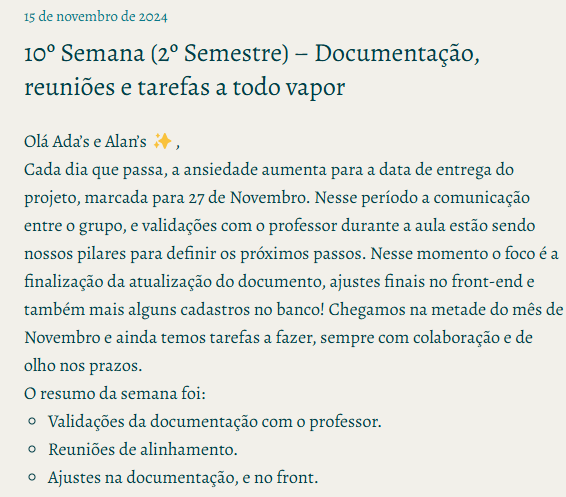 15 de novembro de 2024
10º Semana (2º Semestre) – Documentação,
reuniões e tarefas a todo vapor
Olá Ada’s e Alan’s ✨ ,
Cada dia que passa, a ansiedade aumenta para a data de entrega do
projeto, marcada para 27 de Novembro. Nesse período a comunicação
entre o grupo, e validações com o professor durante a aula estão sendo
nossos pilares para definir os próximos passos. Nesse momento o foco é a
finalização da atualização do documento, ajustes finais no front-end e
também mais alguns cadastros no banco! Chegamos na metade do mês de
Novembro e ainda temos tarefas a fazer, sempre com colaboração e de
olho nos prazos.
O resumo da semana foi:
◦ Validações da documentação com o professor.
◦ Reuniões de alinhamento.
◦ Ajustes na documentação, e no front.